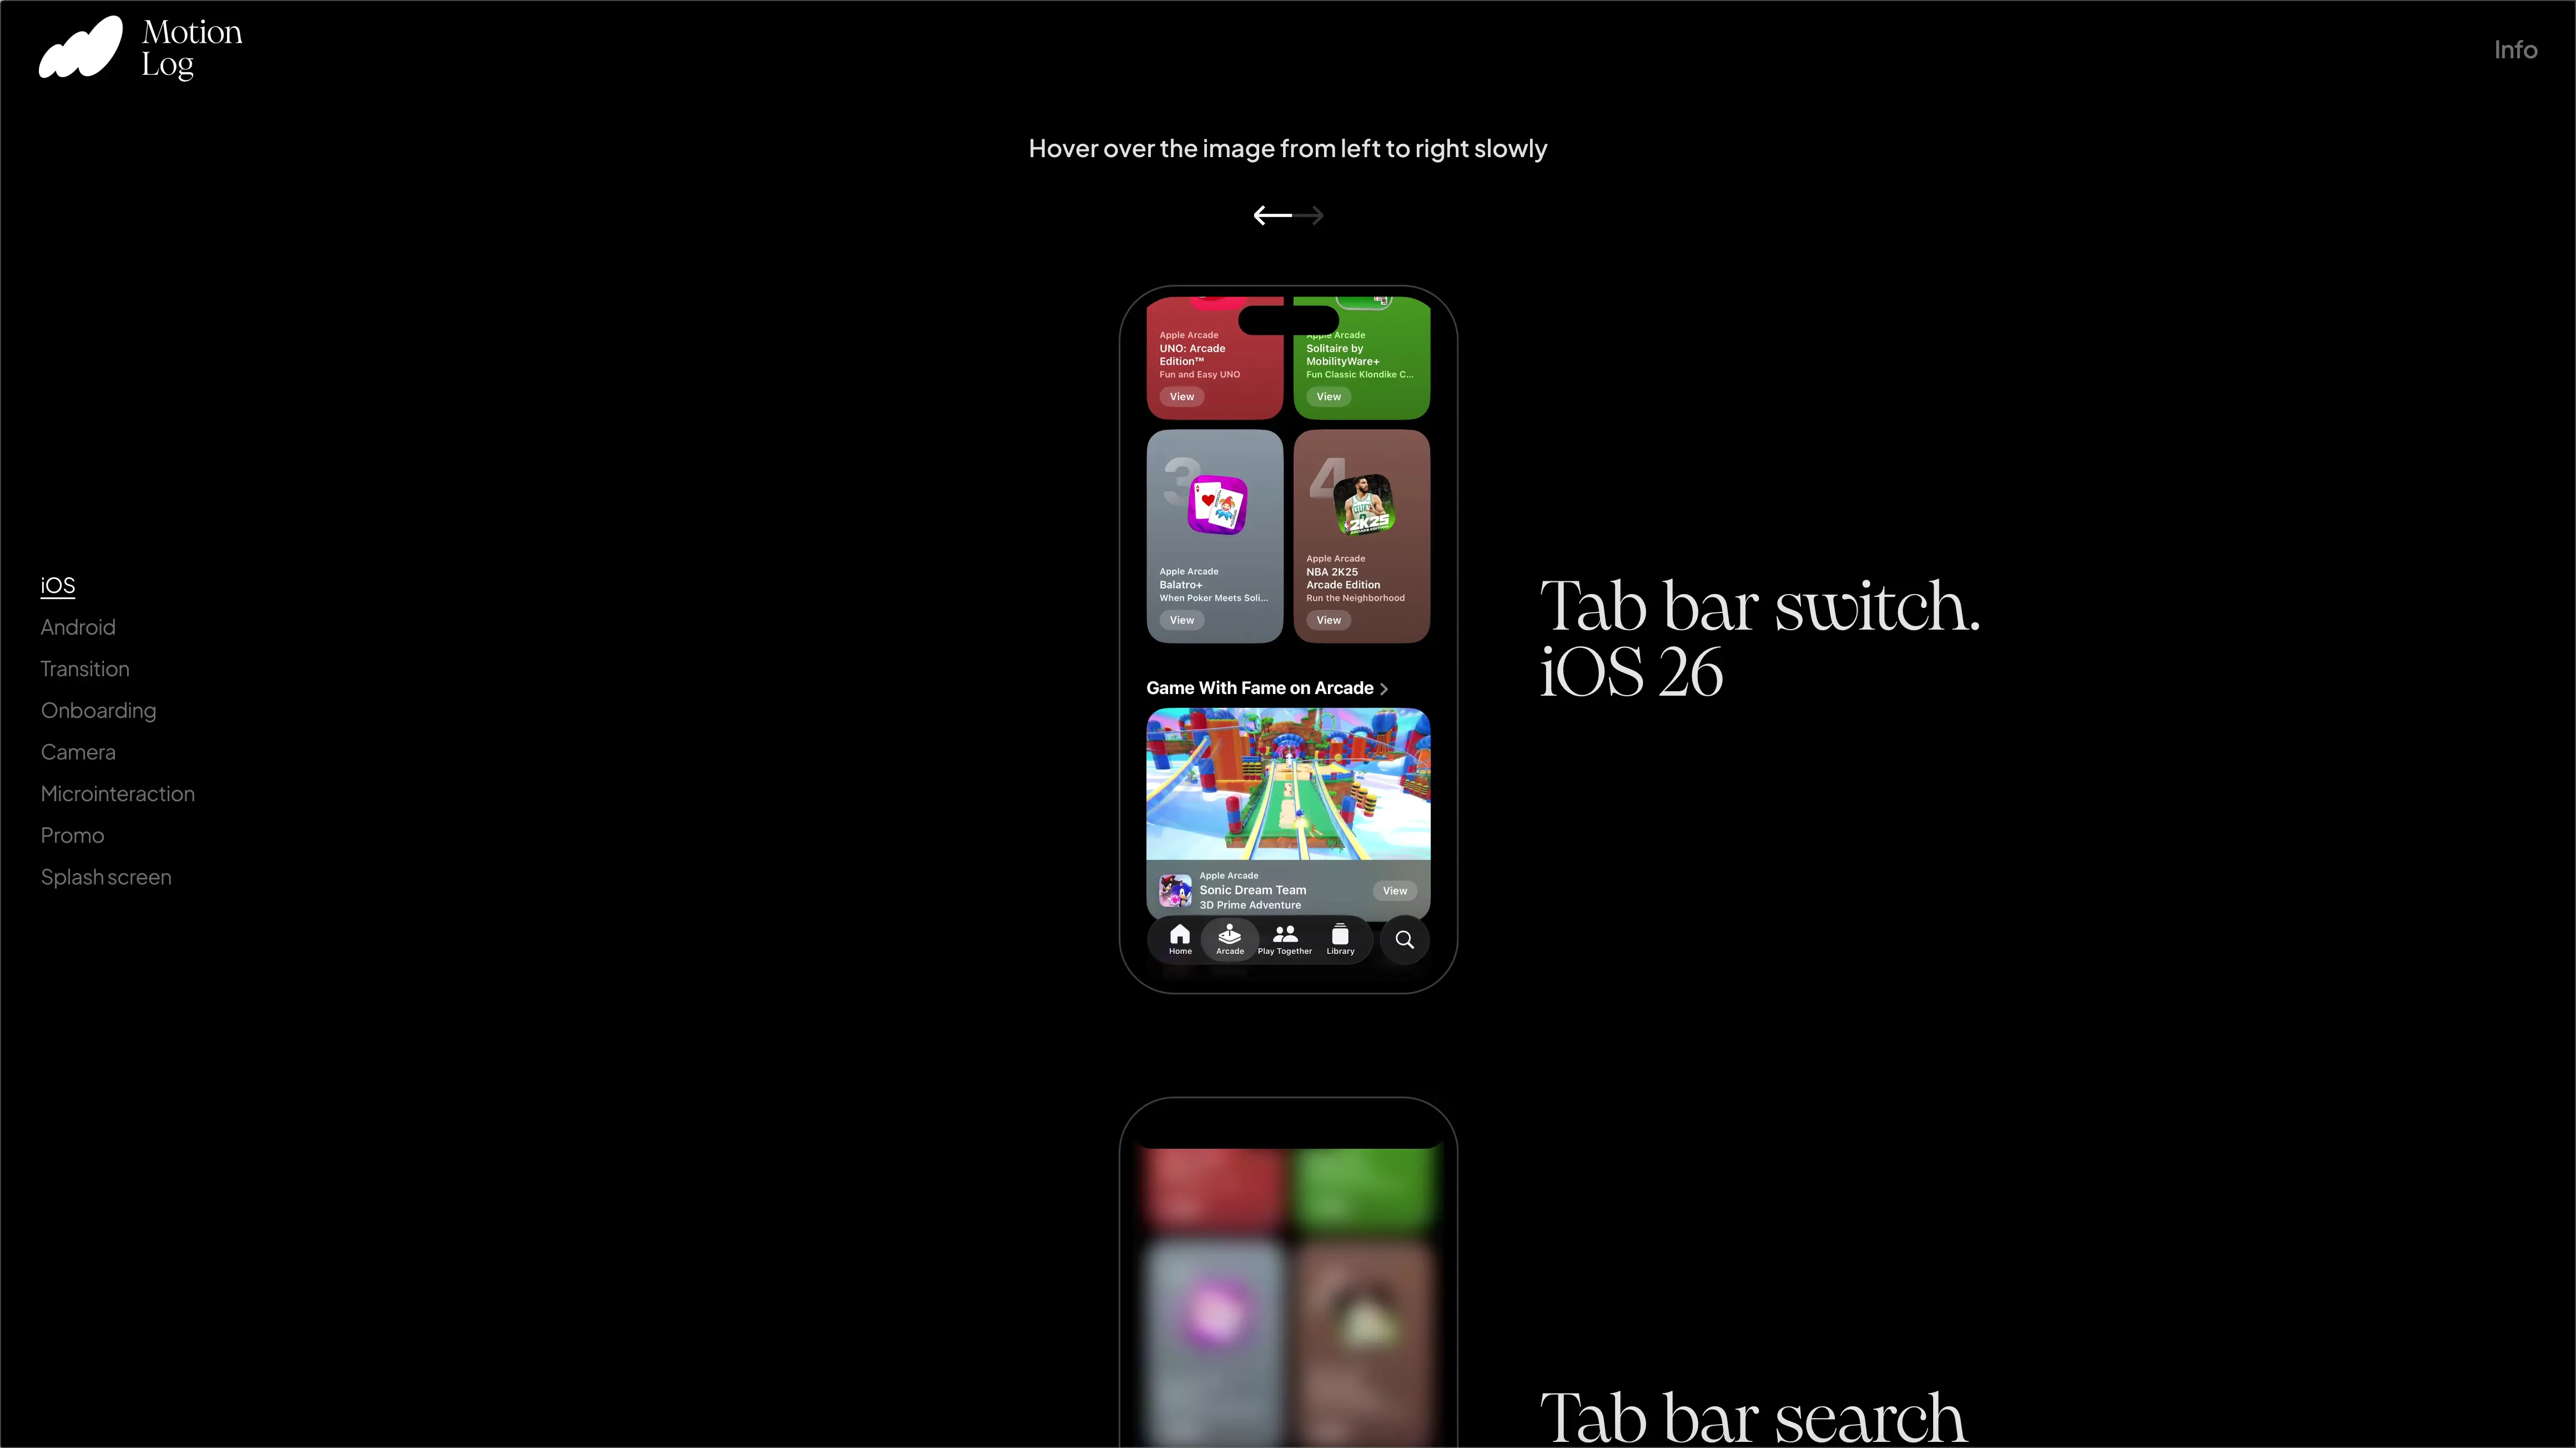 Motion
Log
Info
Hover over the image from left to right slowly
iOS
Android
Transition
Onboarding
Camera
Microinteraction
Promo
Splash screen
Apple Arcade
UNO: Arcade
Edition™
Fun and Easy UNO
View
Apple Arcade
Solitaire by
MobilityWare+
Fun Classic Klondike C...
View
3
Apple Arcade
Balatro+
When Poker Meets Soli...
View
4
2K25
Apple Arcade
NBA 2K25
Arcade Edition
Run the Neighborhood
View
Game With Fame on Arcade
Apple Arcade
Sonic Dream Team
3D Prime Adventure
View
Home
Arcade
Play Together
Library
Tab bar switch.
iOS 26
Tab bar search